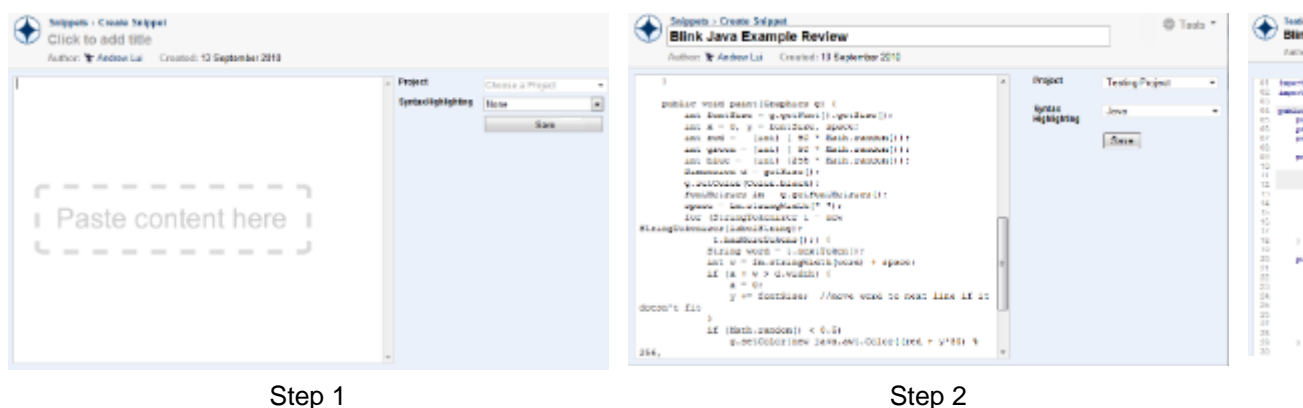 Snippets › Create Snippet
Click to add title
Author: Andrew Lui Created: 13 September 2010
Project Choose a Project
Syntax Highlighting None
Save
Paste content here
Step 1
Snippets › Create Snippet
Blink Java Example Review
Tools
Author: Andrew Lui Created: 13 September 2010
Project Testing Project
Syntax
Highlighting Java
Save
}
public void paint(Graphics g) {
int fontSize = g.getFont().getSize();
int x = 0, y = fontSize, space;
int red = (int) ( 50 * Math.random());
int green = (int) ( 50 * Math.random());
int blue = (int) (256 * Math.random());
Dimension d = getSize();
g.setColor(Color.black);
FontMetrics fm = g.getFontMetrics();
space = fm.stringWidth(" ");
for (StringTokenizer t = new
StringTokenizer(labelString);
t.hasMoreTokens();) {
String word = t.nextToken();
int w = fm.stringWidth(word) + space;
if (x + w > d.width) {
x = 0;
y += fontSize; //move word to next line if it
doesn't fit
}
if (Math.random() < 0.5)
g.setColor(new java.awt.Color((red + y*30) %
256,
Step 2